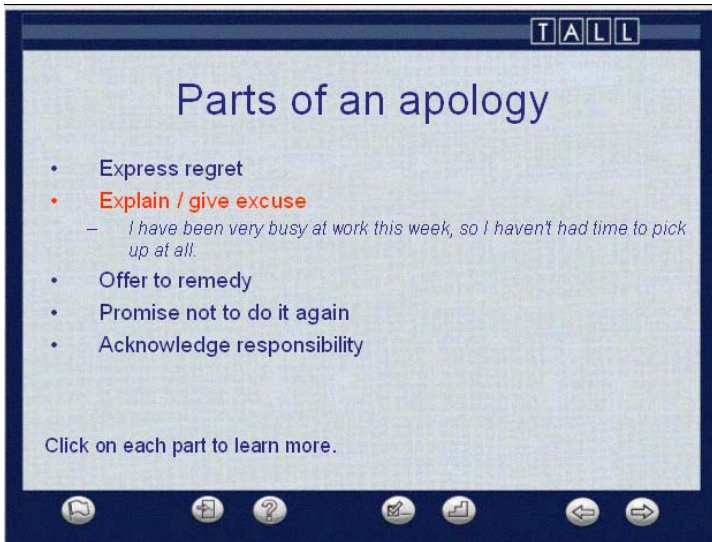 TALL
Parts of an apology
• Express regret
• Explain / give excuse
– I have been very busy at work this week, so I haven't had time to pick
up at all.
• Offer to remedy
• Promise not to do it again
• Acknowledge responsibility
Click on each part to learn more.
?